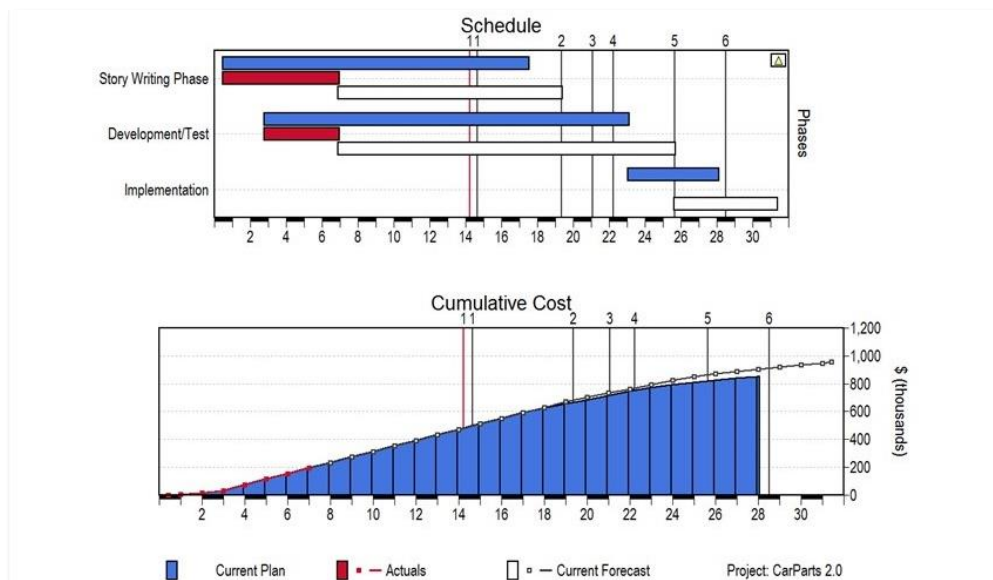 Schedule
1 1 2 3 4 5 6
Story Writing Phase
Development/Test
Implementation
Phases
2 4 6 8 10 12 14 16 18 20 22 24 26 28 30
Cumulative Cost
1 1 2 3 4 5 6
1,200
1,000
800
600
400
200
0
$ (thousands)
2 4 6 8 10 12 14 16 18 20 22 24 26 28 30
Current Plan Actuals Current Forecast Project: CarParts 2.0